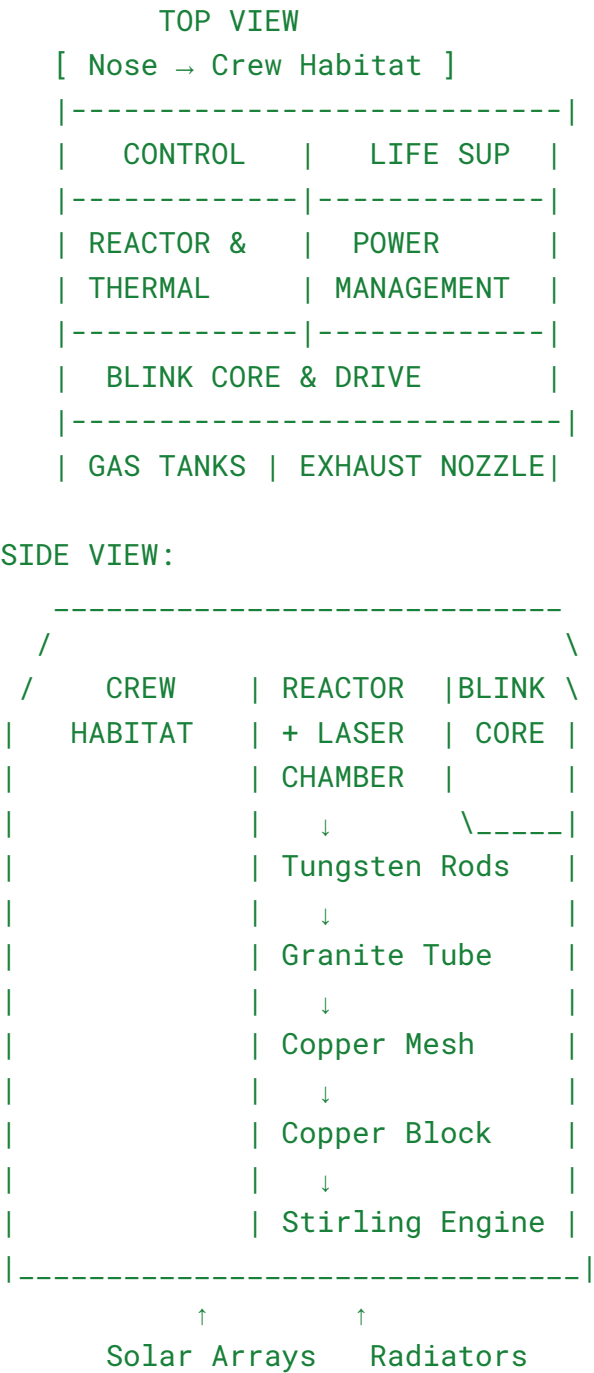 TOP VIEW
[ Nose → Crew Habitat ]
|----------------------------|
|   CONTROL   |   LIFE SUP  |
|-------------|-------------|
| REACTOR &   |  POWER      |
| THERMAL     | MANAGEMENT  |
|-------------|-------------|
|  BLINK CORE & DRIVE       |
|----------------------------|
| GAS TANKS | EXHAUST NOZZLE|
SIDE VIEW:
   _____________________________
  /                             \
 /    CREW    | REACTOR  |BLINK \
|   HABITAT   | + LASER  | CORE |
|             | CHAMBER  |      |
|             |   ↓       \_____|
|             | Tungsten Rods   |
|             |   ↓             |
|             | Granite Tube    |
|             |   ↓             |
|             | Copper Mesh     |
|             |   ↓             |
|             | Copper Block    |
|             |   ↓             |
|             | Stirling Engine |
|________________________________|
↑         ↑
Solar Arrays   Radiators